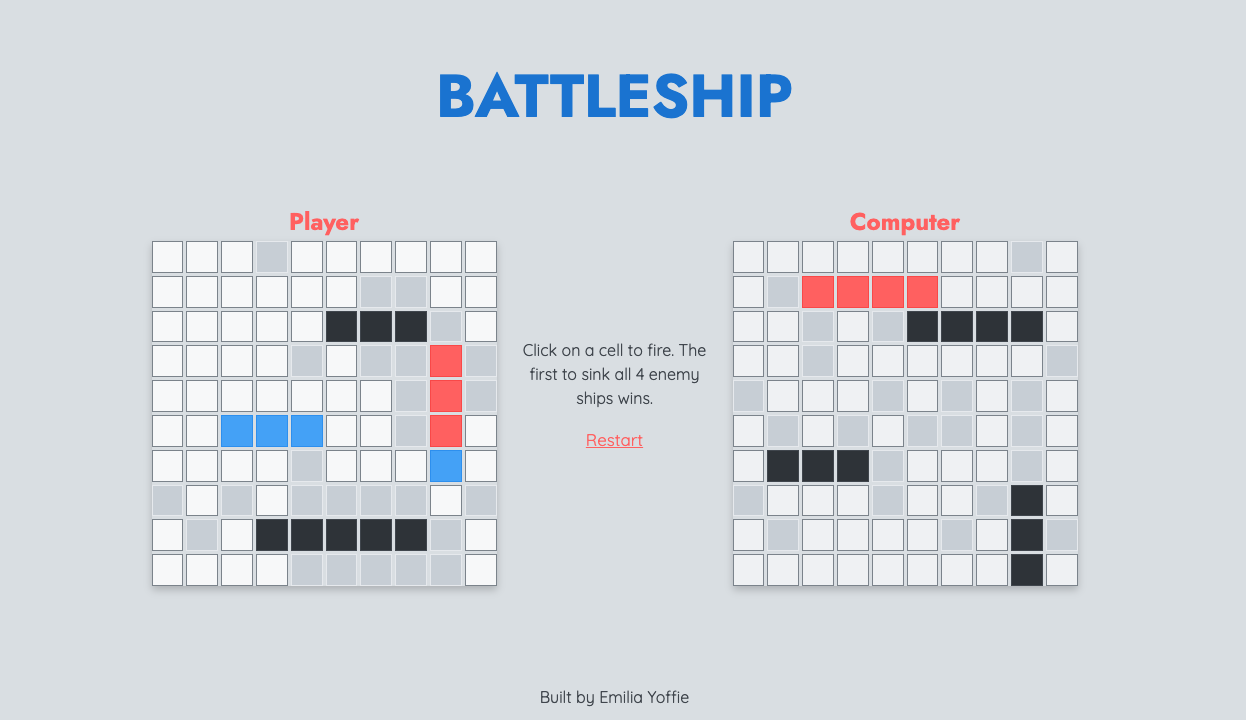 BATTLESHIP
Player
Computer
Click on a cell to fire. The
first to sink all 4 enemy
ships wins.
Restart
Built by Emilia Yoffie